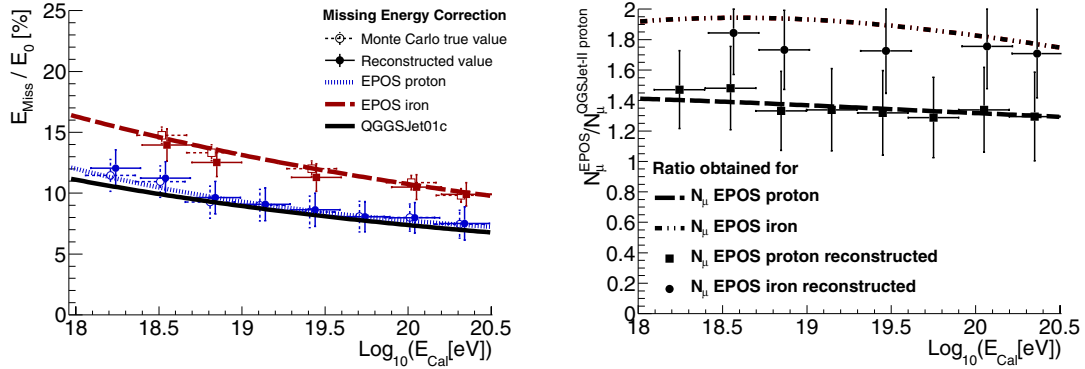 Missing Energy Correction
Monte Carlo true value
Reconstructed value
EPOS proton
EPOS iron
QGGSJet01c
E_Miss / E_0 [%]
25
20
15
10
5
0
18 18.5 19 19.5 20 20.5
Log_10(E_Cal[eV])
N_μ^EPOS/N_μ^QGSJet-II proton
2
1.8
1.6
1.4
1.2
1
0.8
0.6
0.4
0.2
0
Ratio obtained for
N_μ EPOS proton
N_μ EPOS iron
N_μ EPOS proton reconstructed
N_μ EPOS iron reconstructed
18 18.5 19 19.5 20 20.5
Log_10(E_Cal[eV])